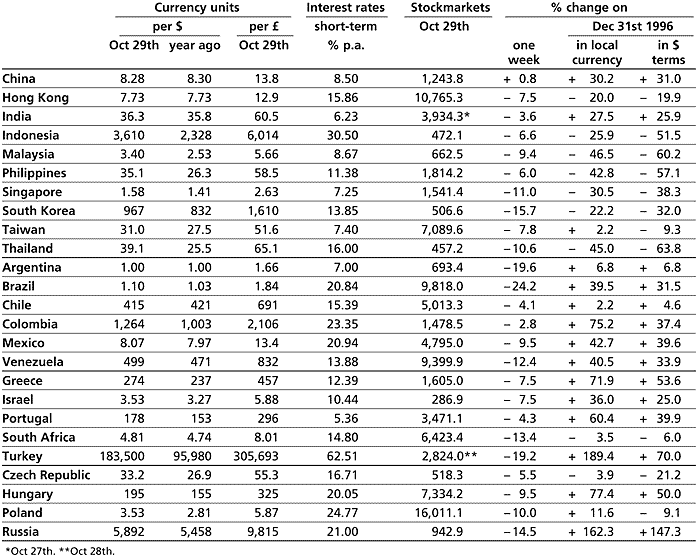 Currency units Interest rates Stockmarkets % change on
per $ per £ short-term Oct 29th Dec 31st 1996
Oct 29th year ago Oct 29th % p.a. one week in local currency in $ terms
China 8.28 8.30 13.8 8.50 1,243.8 + 0.8 + 30.2 + 31.0
Hong Kong 7.73 7.73 12.9 15.86 10,765.3 – 7.5 – 20.0 – 19.9
India 36.3 35.8 60.5 6.23 3,934.3* – 3.6 + 27.5 + 25.9
Indonesia 3,610 2,328 6,014 30.50 472.1 – 6.6 – 25.9 – 51.5
Malaysia 3.40 2.53 5.66 8.67 662.5 – 9.4 – 46.5 – 60.2
Philippines 35.1 26.3 58.5 11.38 1,814.2 – 6.0 – 42.8 – 57.1
Singapore 1.58 1.41 2.63 7.25 1,541.4 –11.0 – 30.5 – 38.3
South Korea 967 832 1,610 13.85 506.6 –15.7 – 22.2 – 32.0
Taiwan 31.0 27.5 51.6 7.40 7,089.6 – 7.8 + 2.2 – 9.3
Thailand 39.1 25.5 65.1 16.00 457.2 –10.6 – 45.0 – 63.8
Argentina 1.00 1.00 1.66 7.00 693.4 –19.6 + 6.8 + 6.8
Brazil 1.10 1.03 1.84 20.84 9,818.0 –24.2 + 39.5 + 31.5
Chile 415 421 691 15.39 5,013.3 – 4.1 + 2.2 + 4.6
Colombia 1,264 1,003 2,106 23.35 1,478.5 – 2.8 + 75.2 + 37.4
Mexico 8.07 7.97 13.4 20.94 4,795.0 – 9.5 + 42.7 + 39.6
Venezuela 499 471 832 13.88 9,399.9 –12.4 + 40.5 + 33.9
Greece 274 237 457 12.39 1,605.0 – 7.5 + 71.9 + 53.6
Israel 3.53 3.27 5.88 10.44 286.9 – 7.5 + 36.0 + 25.0
Portugal 178 153 296 5.36 3,471.1 – 4.3 + 60.4 + 39.9
South Africa 4.81 4.74 8.01 14.80 6,423.4 –13.4 – 3.5 – 6.0
Turkey 183,500 95,980 305,693 62.51 2,824.0** –19.2 +189.4 + 70.0
Czech Republic 33.2 26.9 55.3 16.71 518.3 – 5.5 – 3.9 – 21.2
Hungary 195 155 325 20.05 7,334.2 – 9.5 + 77.4 + 50.0
Poland 3.53 2.81 5.87 24.77 16,011.1 –10.0 + 11.6 – 9.1
Russia 5,892 5,458 9,815 21.00 942.9 –14.5 +162.3 +147.3
*Oct 27th. **Oct 28th.